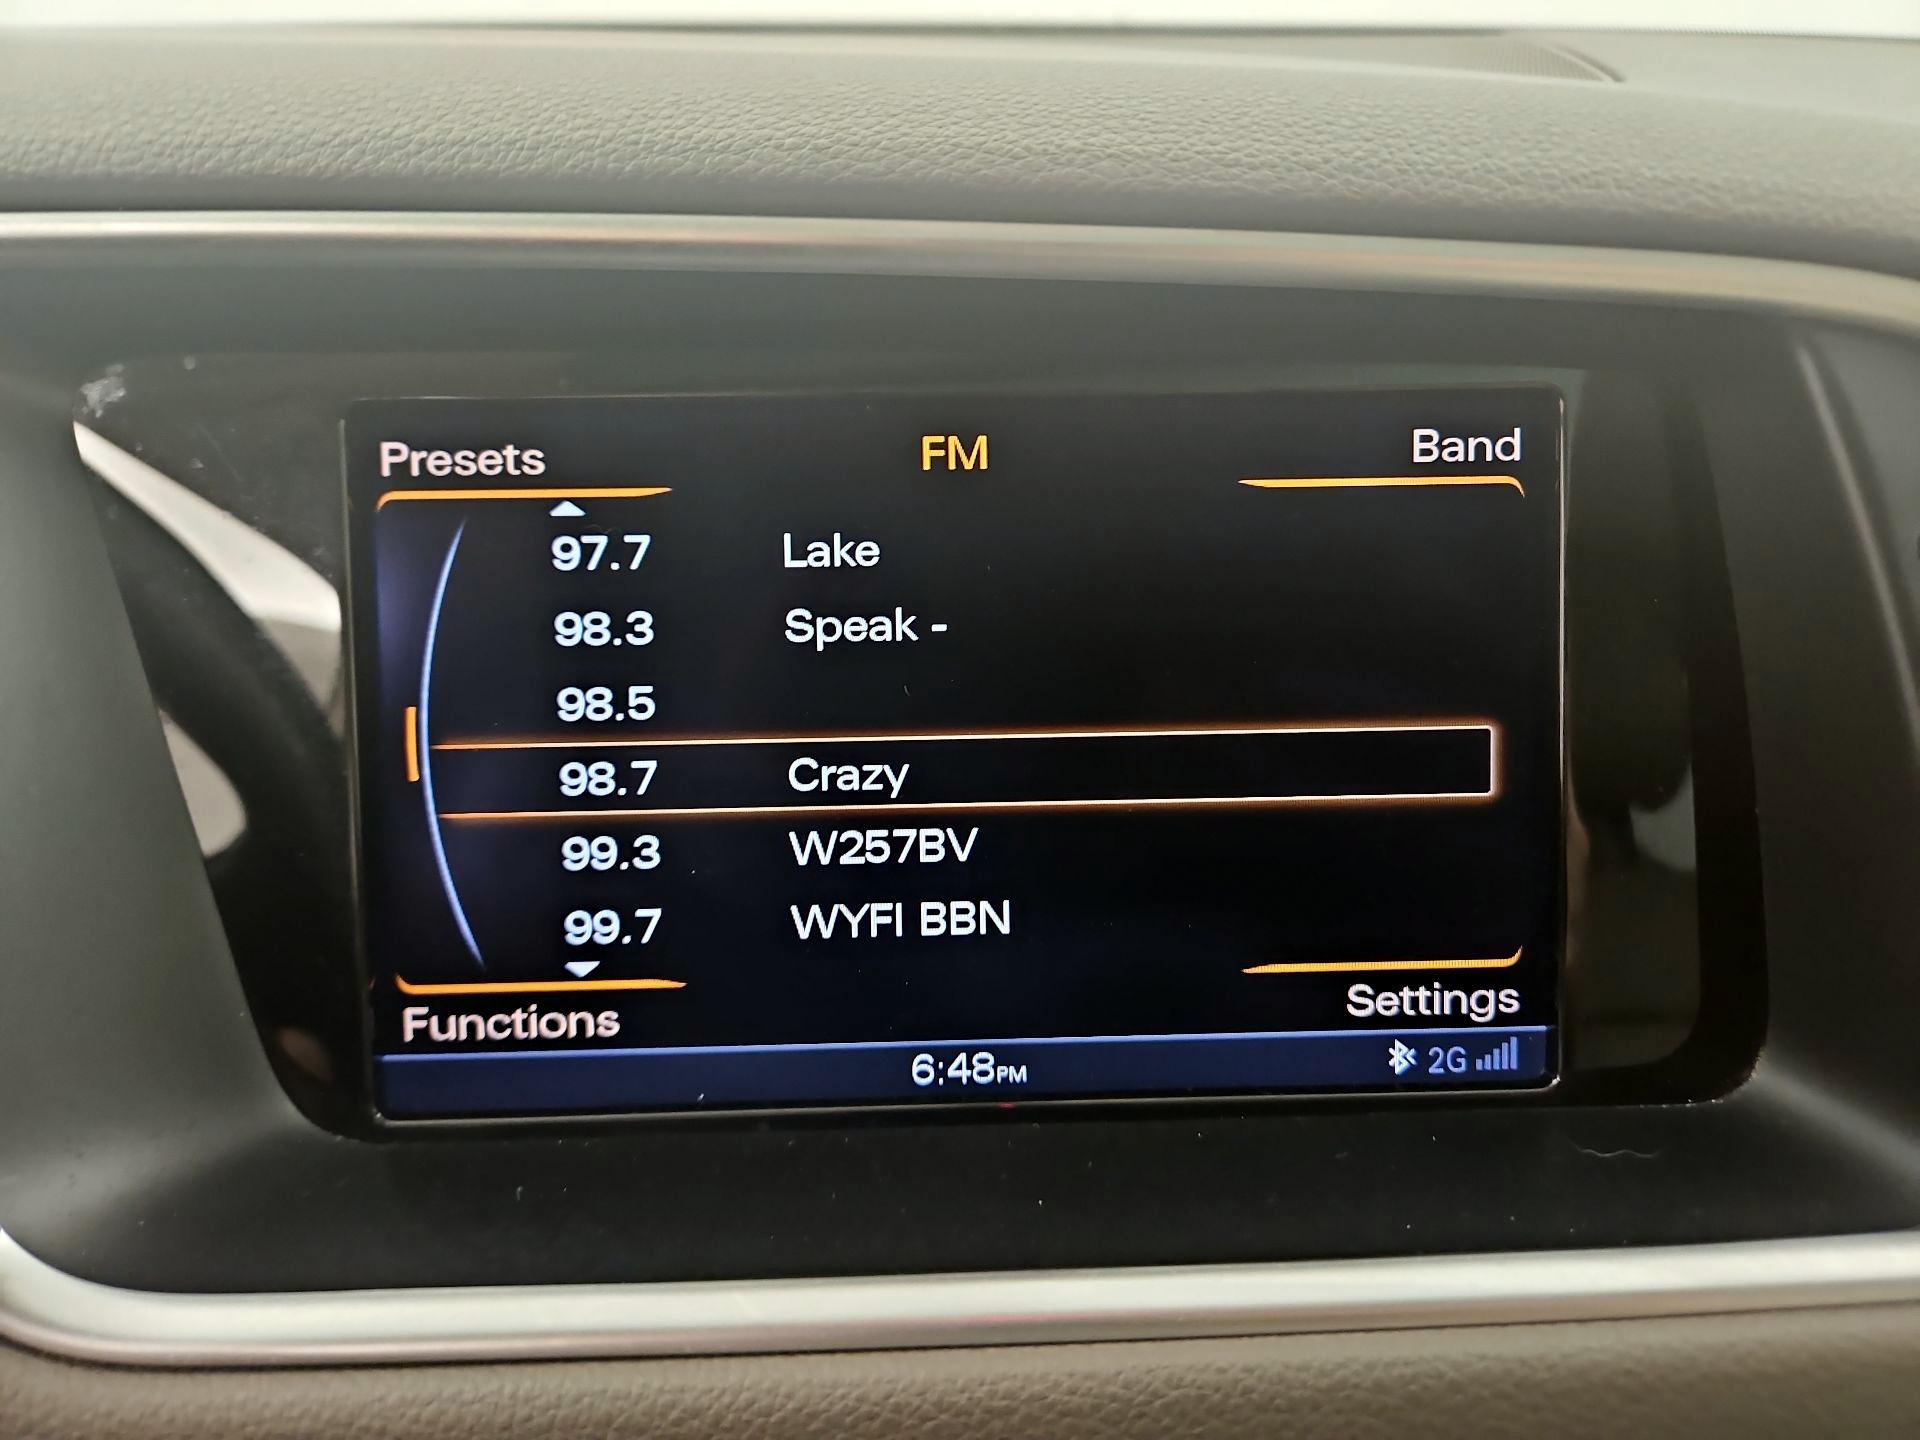 Presets FM Band
97.7 Lake
98.3 Speak -
98.5
98.7 Crazy
99.3 W257BV
99.7 WYFI BBN
Functions Settings
6:48PM 2G